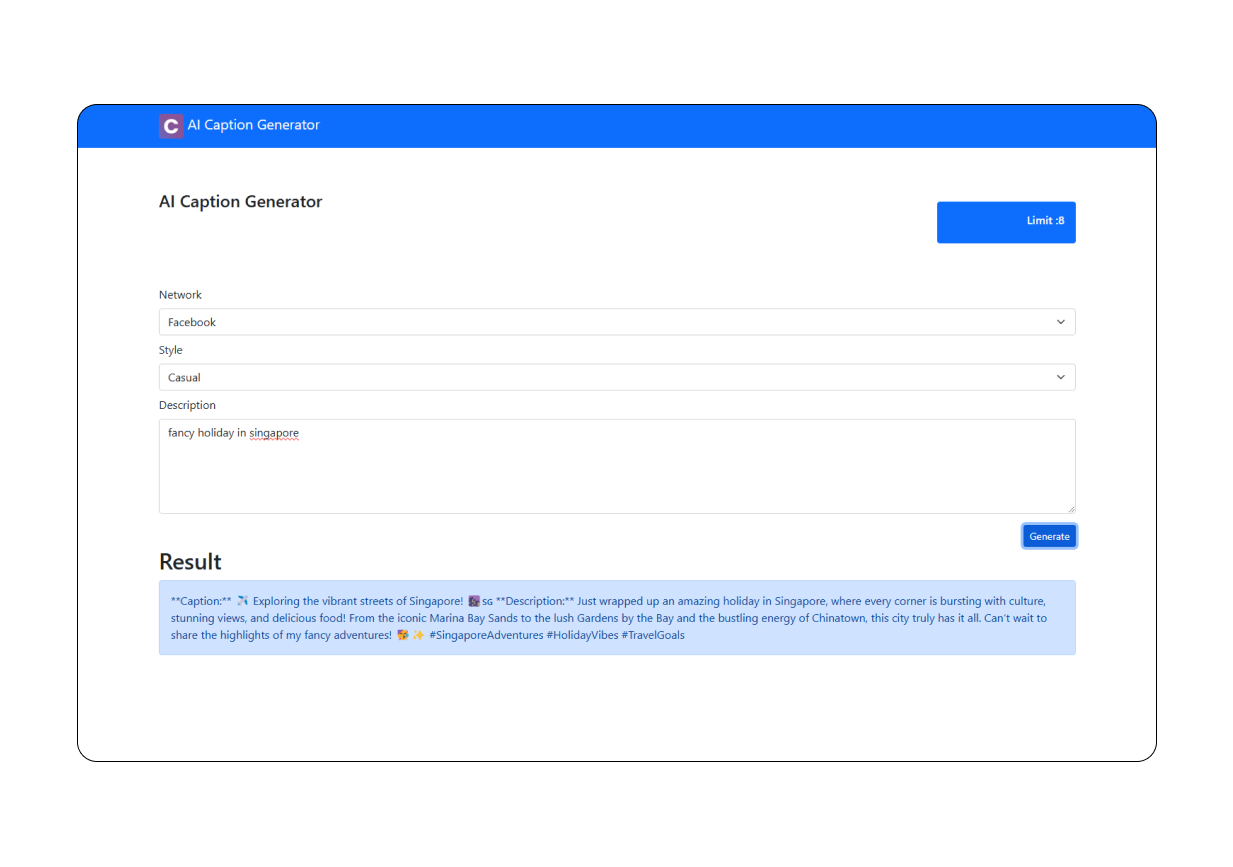 C AI Caption Generator
AI Caption Generator
Limit :8
Network
Facebook
Style
Casual
Description
fancy holiday in singapore
Generate
Result
**Caption:** ✈️ Exploring the vibrant streets of Singapore! 🌆 SG **Description:** Just wrapped up an amazing holiday in Singapore, where every corner is bursting with culture,
stunning views, and delicious food! From the iconic Marina Bay Sands to the lush Gardens by the Bay and the bustling energy of Chinatown, this city truly has it all. Can't wait to
share the highlights of my fancy adventures! 🥰 ✨ #SingaporeAdventures #HolidayVibes #TravelGoals